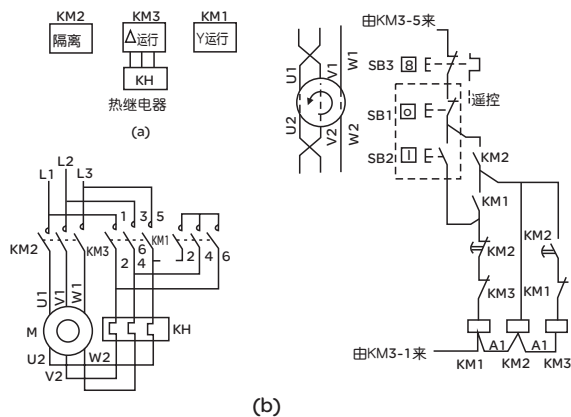 KM2 KM3 KM1
隔离 Δ运行 Y运行
KH
热继电器
(a)
L1 L2 L3
1 3 5
KM2 KM3 6 KM1
2 4 2 4 6
U1 V1 W1
M
KH
U2 W2
V2
U1 V1 W1
U2 V2 W2
由KM3-5来
SB3 8
遥控
SB1 o
SB2 I
KM2
KM1
KM2 KM2
KM3 KM1
由KM3-1来 A1 A1
KM1 KM2 KM3
(b)